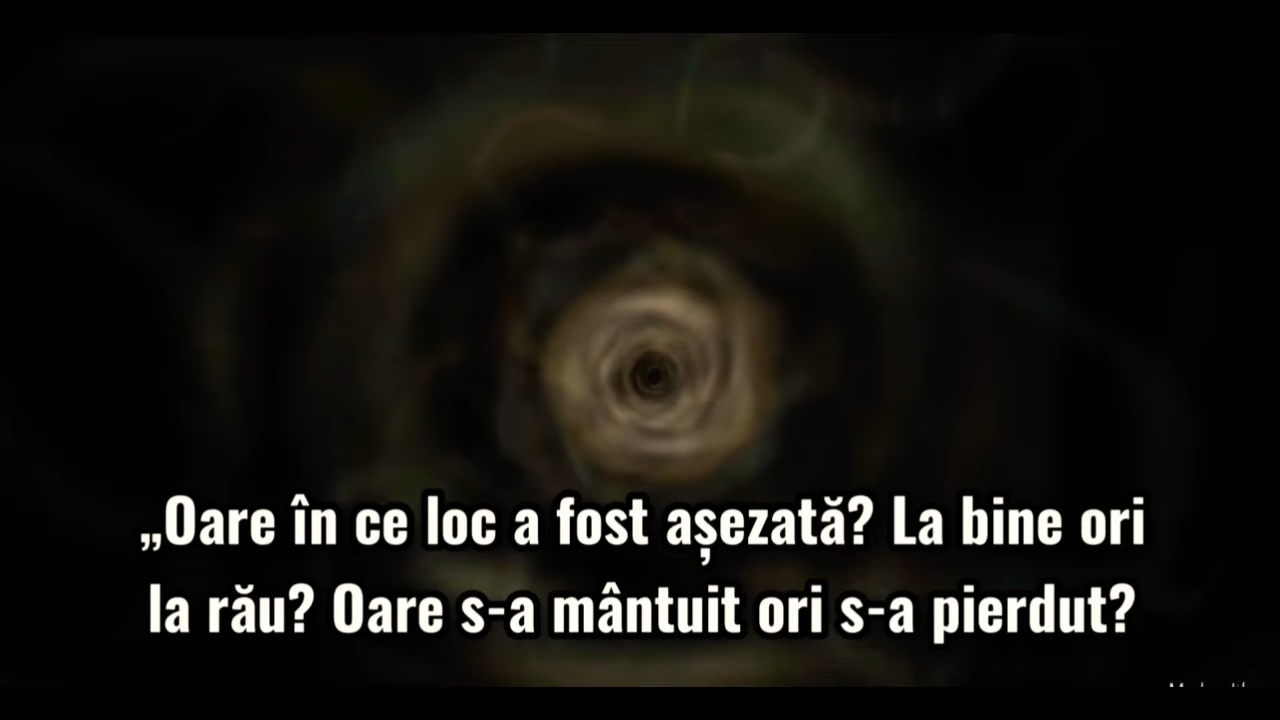 „Oare în ce loc a fost așezată? La bine ori
la rău? Oare s-a mântuit ori s-a pierdut?